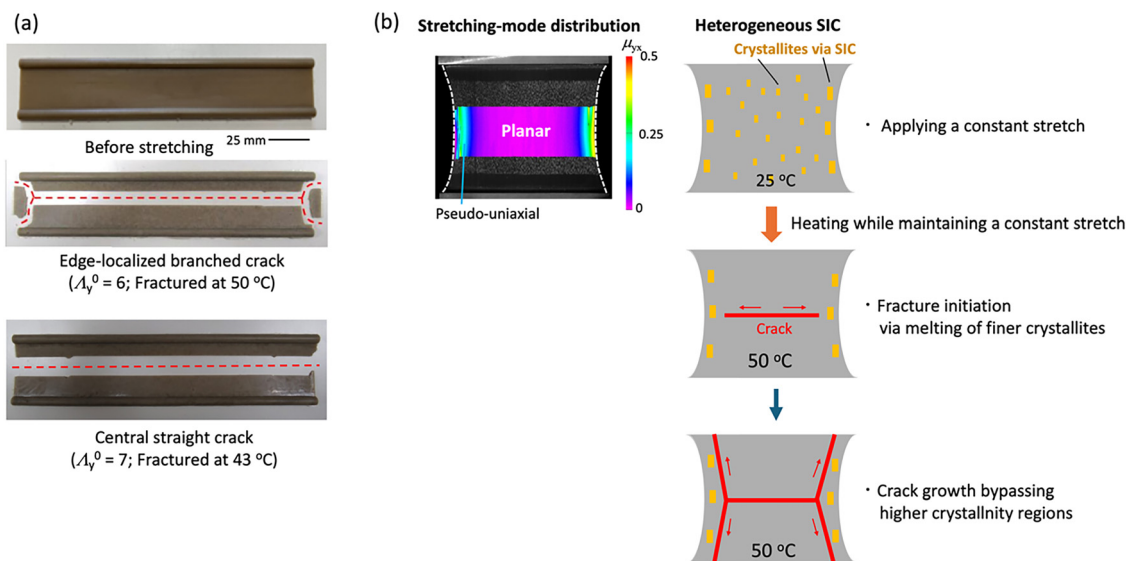 (a)
Before stretching
25 mm
Edge-localized branched crack
(Λy⁰ = 6; Fractured at 50 °C)
Central straight crack
(Λy⁰ = 7; Fractured at 43 °C)
(b)
Stretching-mode distribution
μyx
0.5
0.25
0
Planar
Pseudo-uniaxial
Heterogeneous SIC
Crystallites via SIC
25 °C
· Applying a constant stretch
Heating while maintaining a constant stretch
Crack
50 °C
· Fracture initiation
via melting of finer crystallites
50 °C
· Crack growth bypassing
higher crystallnity regions